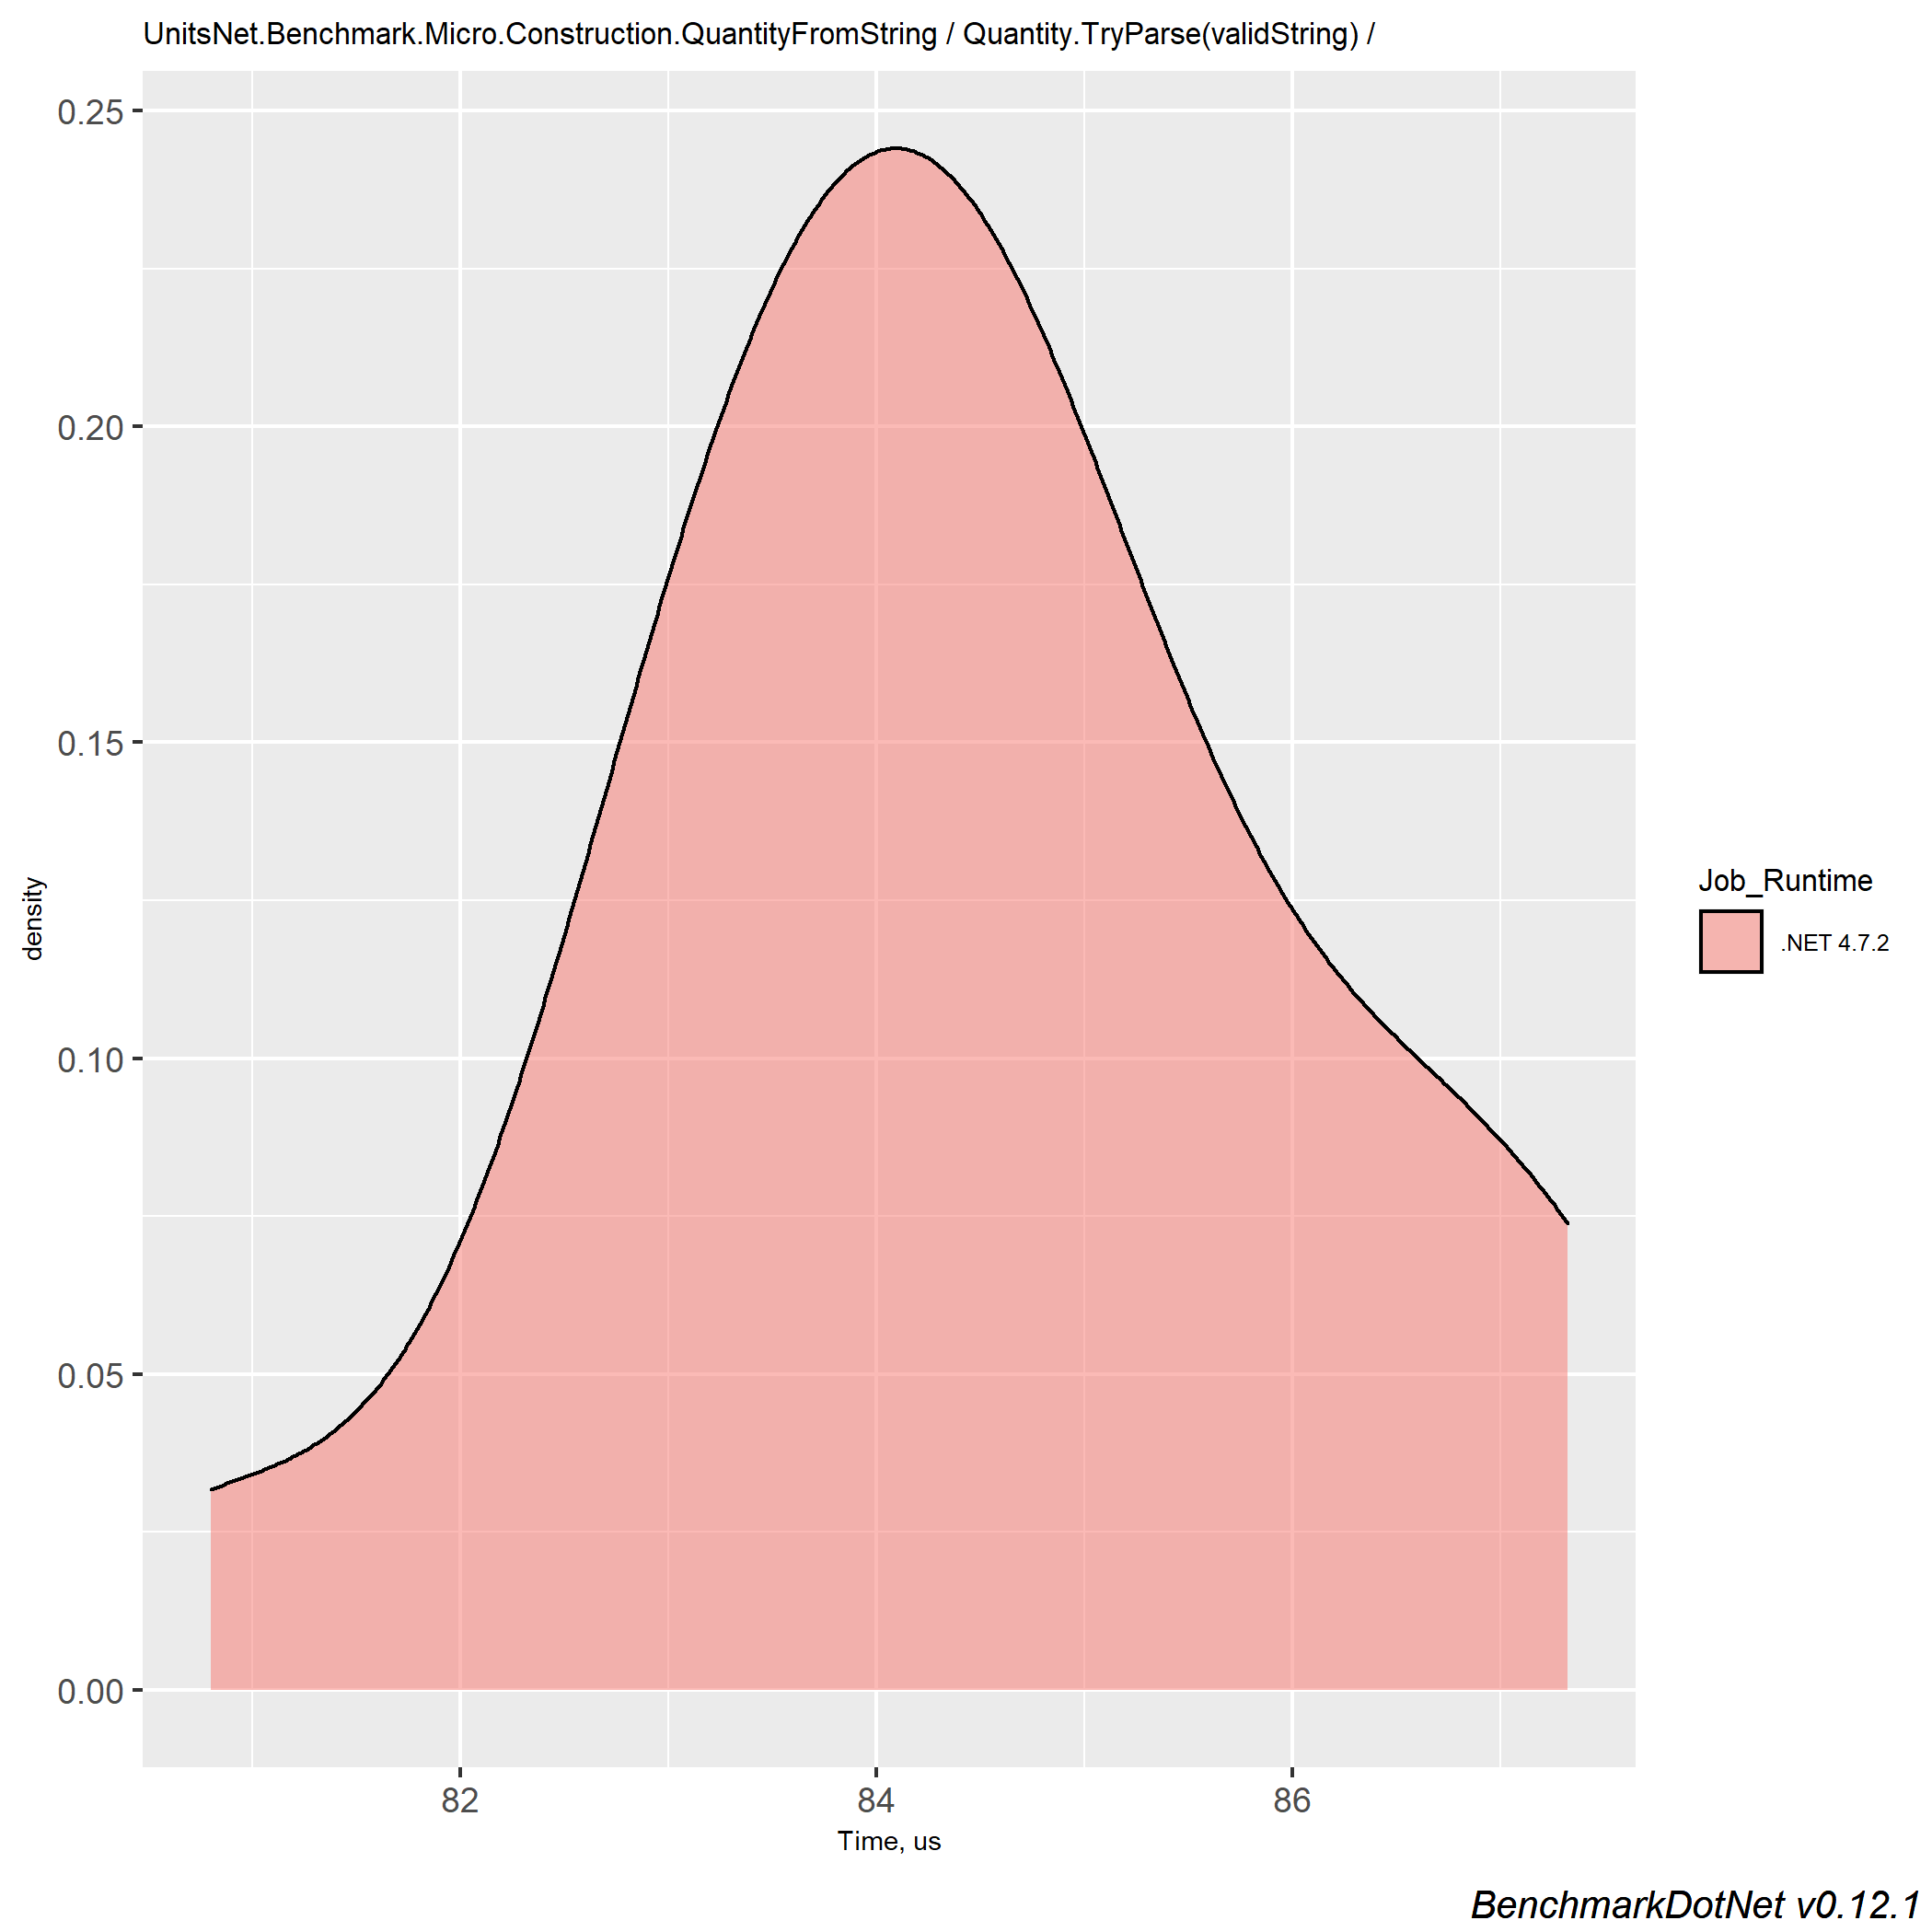 UnitsNet.Benchmark.Micro.Construction.QuantityFromString / Quantity.TryParse(validString) /
0.25
0.20
0.15
0.10
0.05
0.00
density
82 84 86
Time, us
Job_Runtime
.NET 4.7.2
BenchmarkDotNet v0.12.1